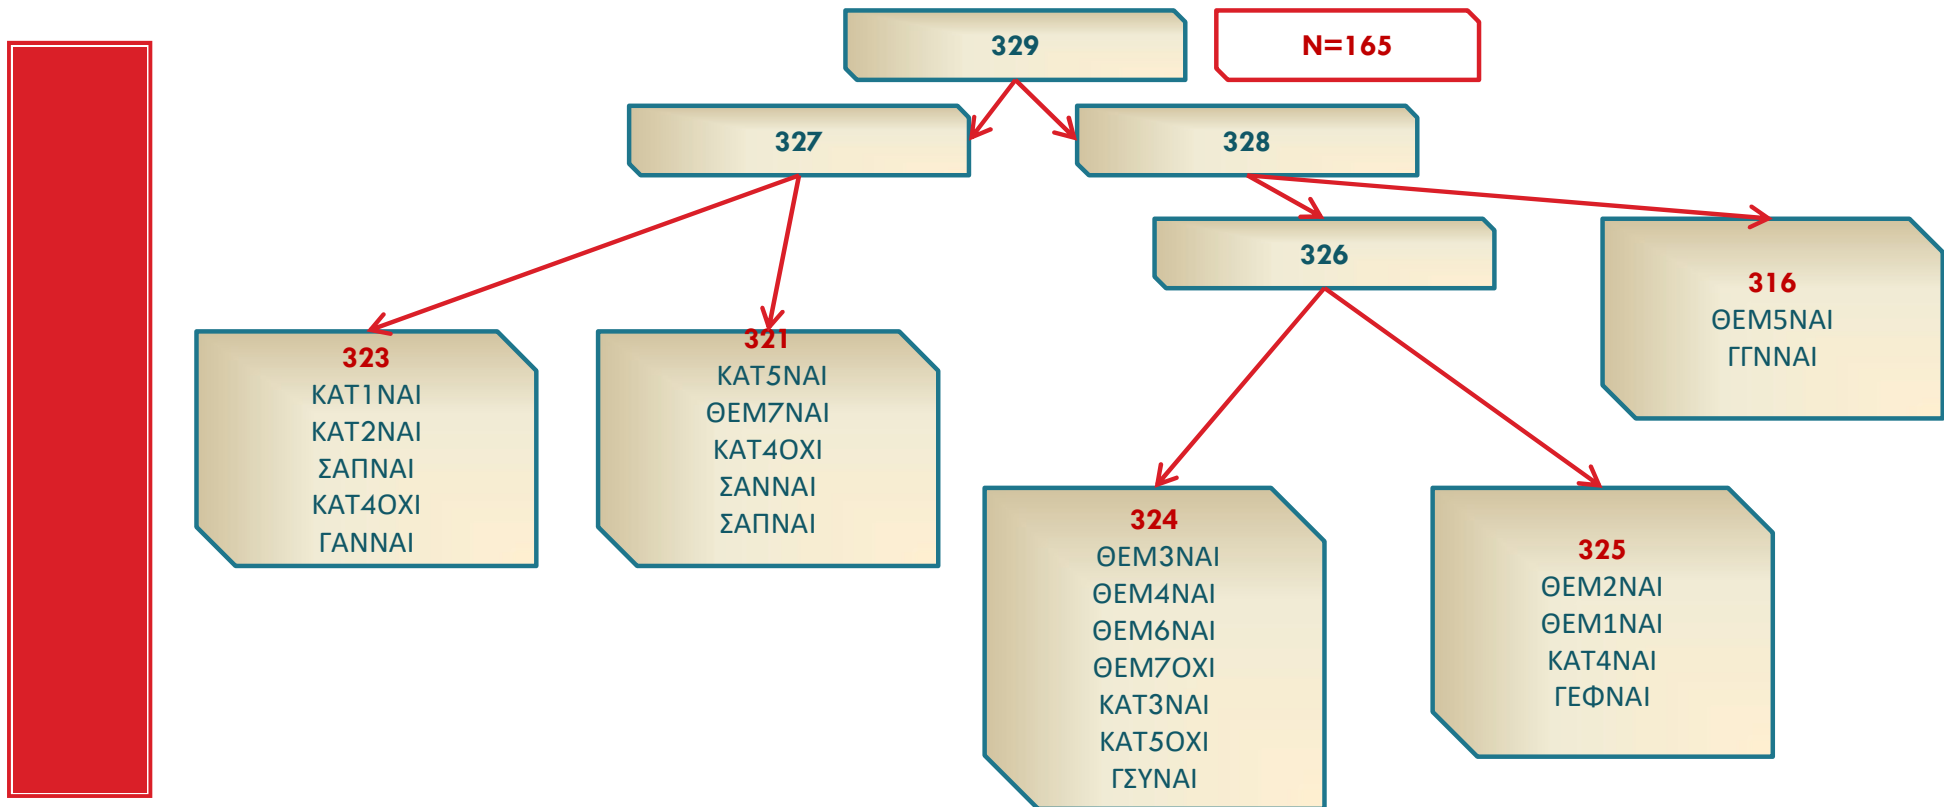 329
N=165
327
328
326
316
ΘΕΜ5ΝΑΙ
ΓΓΝΝΑΙ
323
ΚΑΤ1ΝΑΙ
ΚΑΤ2ΝΑΙ
ΣΑΠΝΑΙ
ΚΑΤ4ΟΧΙ
ΓΑΝΝΑΙ
321
ΚΑΤ5ΝΑΙ
ΘΕΜ7ΝΑΙ
ΚΑΤ4ΟΧΙ
ΣΑΝΝΑΙ
ΣΑΠΝΑΙ
324
ΘΕΜ3ΝΑΙ
ΘΕΜ4ΝΑΙ
ΘΕΜ6ΝΑΙ
ΘΕΜ7ΟΧΙ
ΚΑΤ3ΝΑΙ
ΚΑΤ5ΟΧΙ
ΓΣΥΝΑΙ
325
ΘΕΜ2ΝΑΙ
ΘΕΜ1ΝΑΙ
ΚΑΤ4ΝΑΙ
ΓΕΦΝΑΙ